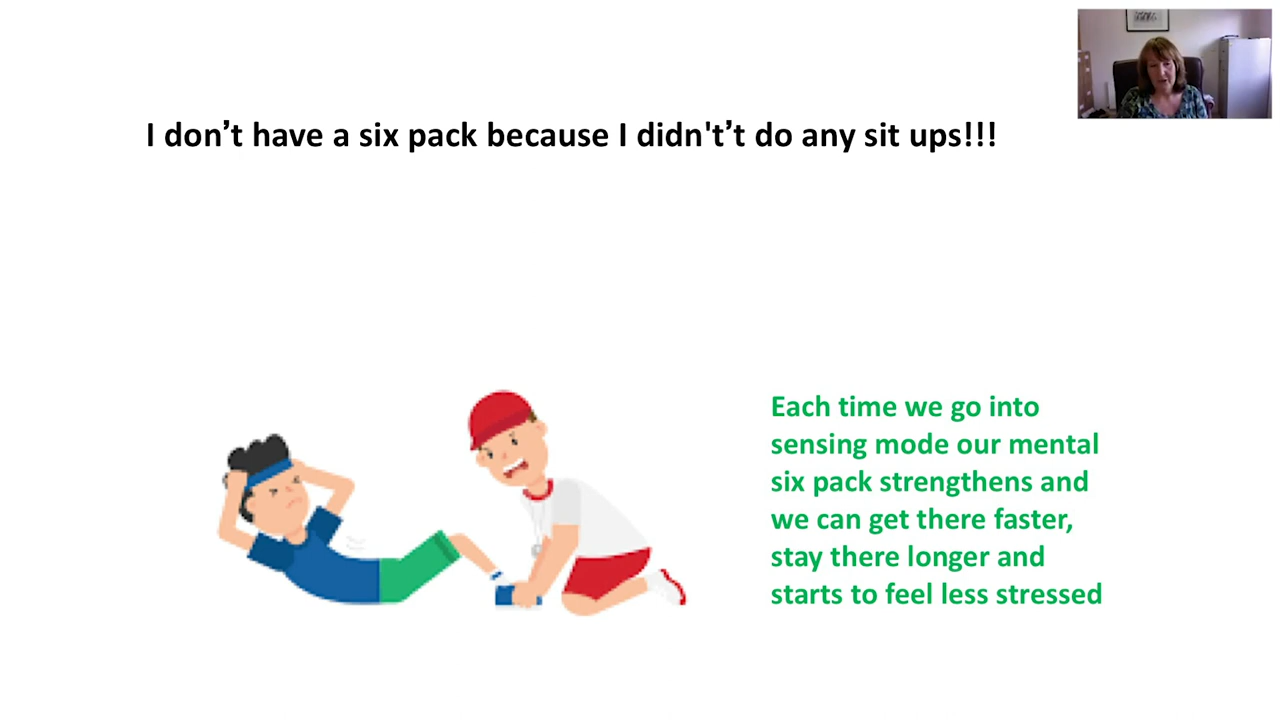 I don’t have a six pack because I didn't’t do any sit ups!!!
Each time we go into
sensing mode our mental
six pack strengthens and
we can get there faster,
stay there longer and
starts to feel less stressed